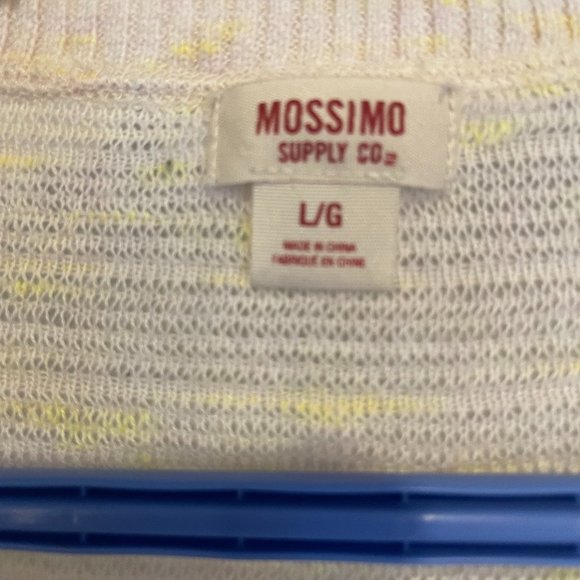 MOSSIMO
SUPPLY CO.
L/G
MADE IN CHINA
FABRIQUÉ EN CHINE